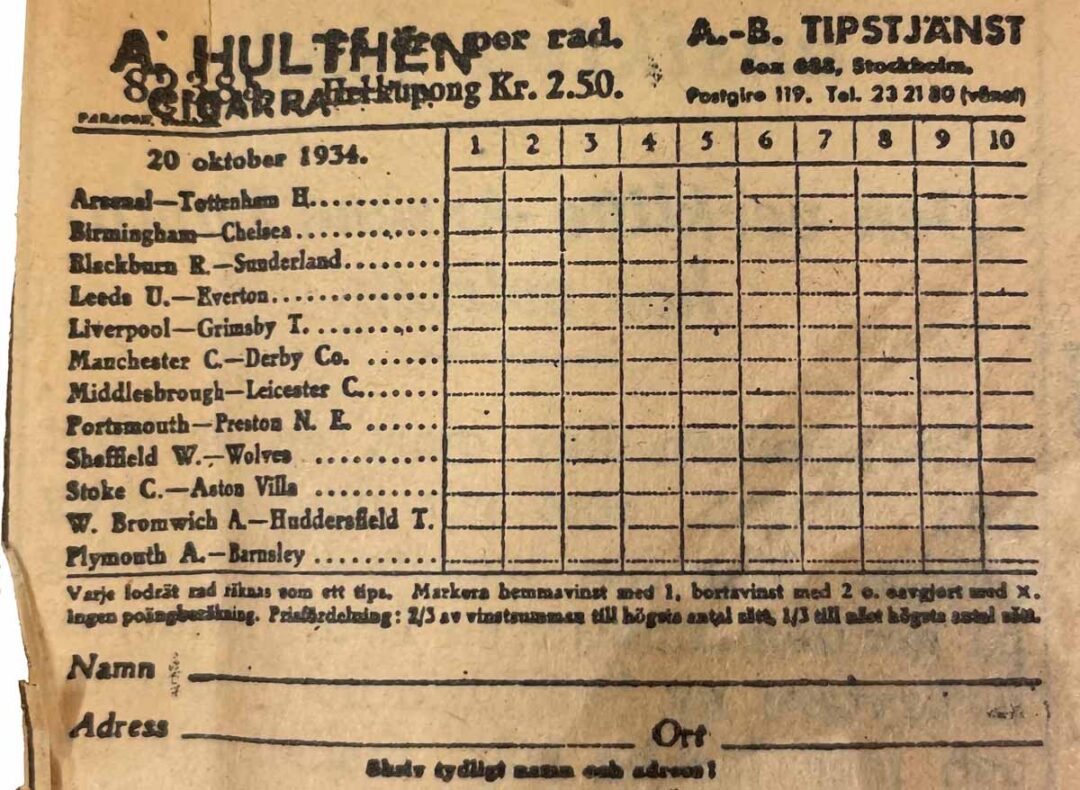 A. HULTHEN per rad. A.-B. TIPSTJÄNST
CIGARRA Helkupong Kr. 2.50. Box 688, Stockholm.
PARAGON Postgiro 119. Tel. 23 21 80 (växel)
20 oktober 1934. 1 2 3 4 5 6 7 8 9 10
Arsenal—Tottenham H.
Birmingham—Chelsea
Blackburn R.—Sunderland
Leeds U.—Everton
Liverpool—Grimsby T.
Manchester C.—Derby Co.
Middlesbrough—Leicester C.
Portsmouth—Preston N. E.
Sheffield W.—Wolves
Stoke C.—Aston Villa
W. Bromwich A.—Huddersfield T.
Plymouth A.—Barnsley
Varje lodrät rad räknas som ett tips. Markera hemmavinst med 1, bortavinst med 2 o. oavgjort med X.
Ingen poängberäkning. Prisfördelning: 2/3 av vinstsumman till högsta antal rätt, 1/3 till näst högsta antal rätt.
Namn
Adress Ort
Skriv tydligt namn och adress!